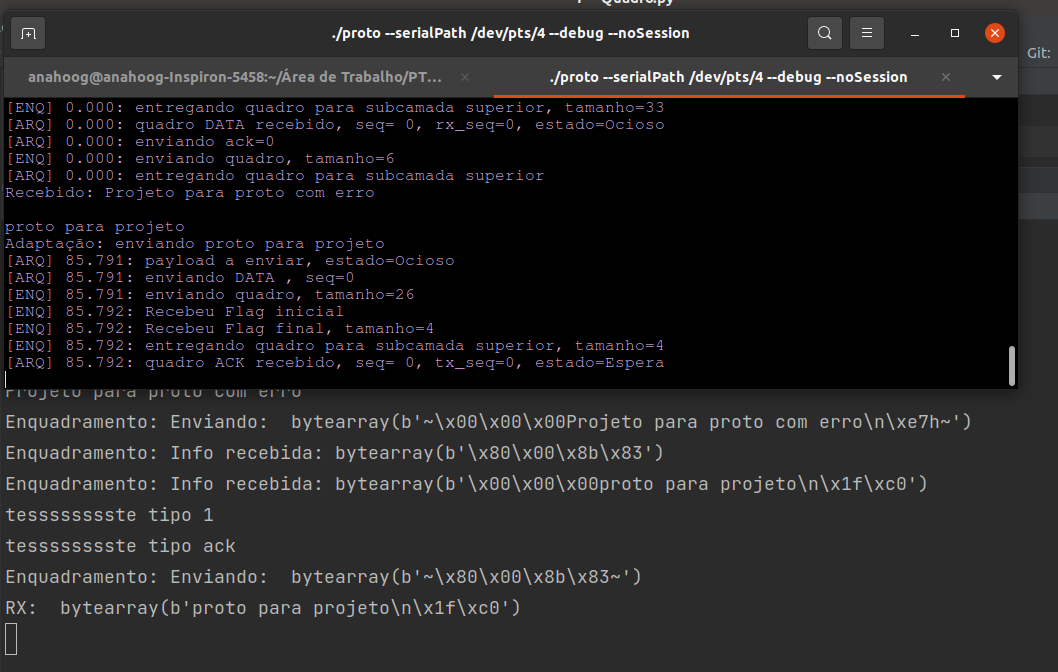 Quadro.py
./proto --serialPath /dev/pts/4 --debug --noSession
Git:
anahoog@anahoog-Inspiron-5458:~/Área de Trabalho/PT... ./proto --serialPath /dev/pts/4 --debug --noSession
[ENQ] 0.000: entregando quadro para subcamada superior, tamanho=33
[ARQ] 0.000: quadro DATA recebido, seq= 0, rx_seq=0, estado=Ocioso
[ARQ] 0.000: enviando ack=0
[ENQ] 0.000: enviando quadro, tamanho=6
[ARQ] 0.000: entregando quadro para subcamada superior
Recebido: Projeto para proto com erro
proto para projeto
Adaptação: enviando proto para projeto
[ARQ] 85.791: payload a enviar, estado=Ocioso
[ARQ] 85.791: enviando DATA , seq=0
[ENQ] 85.791: enviando quadro, tamanho=26
[ENQ] 85.792: Recebeu Flag inicial
[ENQ] 85.792: Recebeu Flag final, tamanho=4
[ENQ] 85.792: entregando quadro para subcamada superior, tamanho=4
[ARQ] 85.792: quadro ACK recebido, seq= 0, tx_seq=0, estado=Espera
Projeto para proto com erro
Enquadramento: Enviando:  bytearray(b'~\x00\x00\x00Projeto para proto com erro\n\xe7h~')
Enquadramento: Info recebida: bytearray(b'\x80\x00\x8b\x83')
Enquadramento: Info recebida: bytearray(b'\x00\x00\x00proto para projeto\n\x1f\xc0')
tesssssssste tipo 1
tesssssssste tipo ack
Enquadramento: Enviando:  bytearray(b'~\x80\x00\x8b\x83~')
RX:  bytearray(b'proto para projeto\n\x1f\xc0')